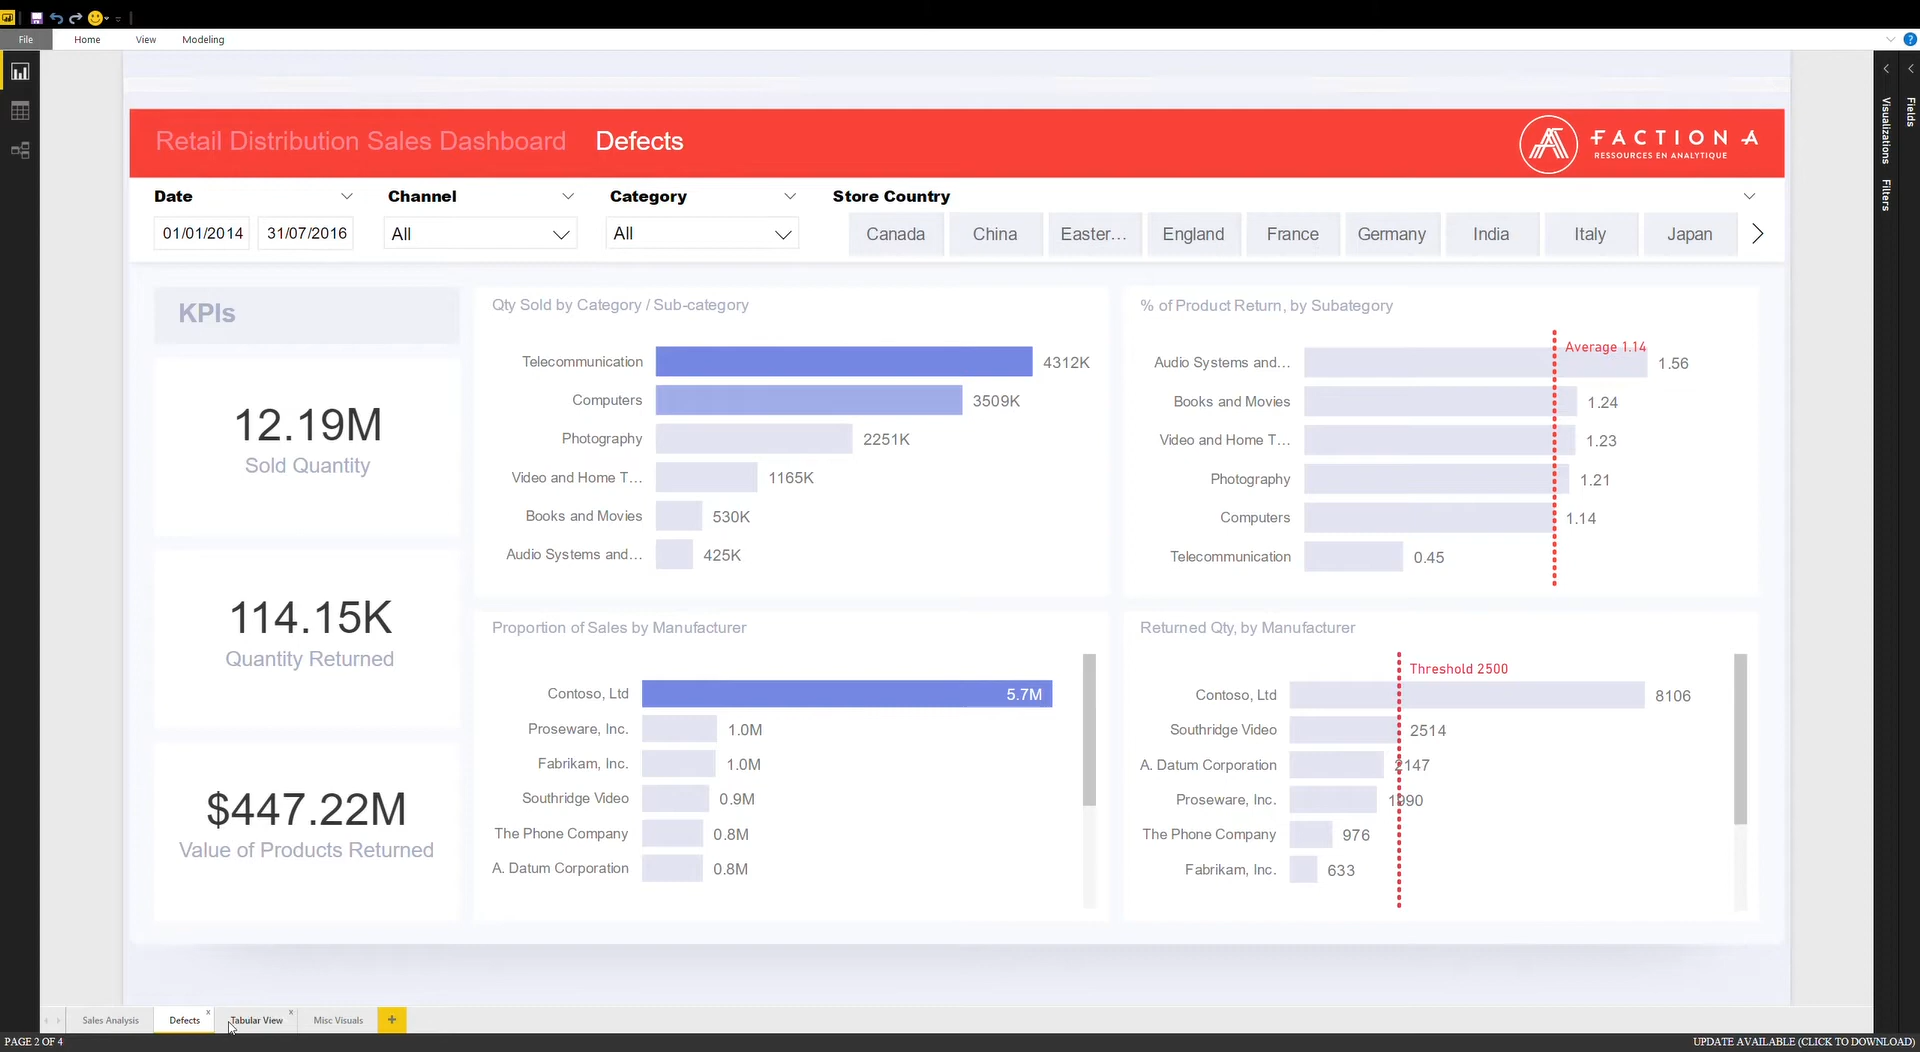 File Home View Modeling
Retail Distribution Sales Dashboard Defects
FACTION A
RESSOURCES EN ANALYTIQUE
Date Channel Category Store Country
01/01/2014 31/07/2016 All All Canada China Easter... England France Germany India Italy Japan
KPIs
12.19M
Sold Quantity
114.15K
Quantity Returned
$447.22M
Value of Products Returned
Qty Sold by Category / Sub-category
Telecommunication 4312K
Computers 3509K
Photography 2251K
Video and Home T... 1165K
Books and Movies 530K
Audio Systems and... 425K
% of Product Return, by Subategory
Average 1.14
Audio Systems and... 1.56
Books and Movies 1.24
Video and Home T... 1.23
Photography 1.21
Computers 1.14
Telecommunication 0.45
Proportion of Sales by Manufacturer
Contoso, Ltd 5.7M
Proseware, Inc. 1.0M
Fabrikam, Inc. 1.0M
Southridge Video 0.9M
The Phone Company 0.8M
A. Datum Corporation 0.8M
Returned Qty, by Manufacturer
Threshold 2500
Contoso, Ltd 8106
Southridge Video 2514
A. Datum Corporation 2147
Proseware, Inc. 1990
The Phone Company 976
Fabrikam, Inc. 633
Visualizations
Filters
Fields
Sales Analysis Defects Tabular View Misc Visuals +
PAGE 2 OF 4 UPDATE AVAILABLE (CLICK TO DOWNLOAD)